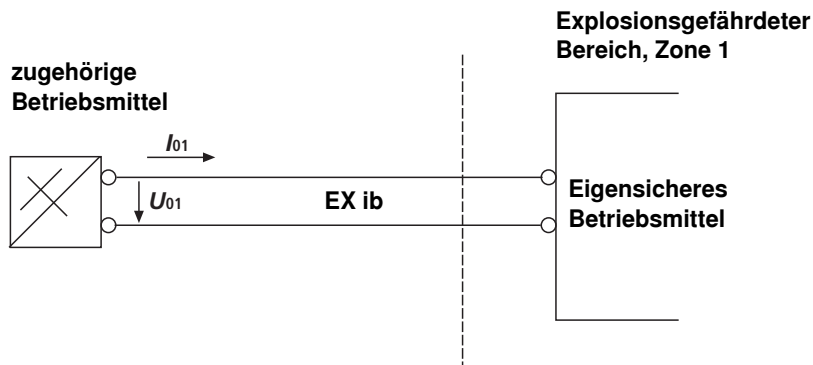 Explosionsgefährdeter
Bereich, Zone 1
zugehörige
Betriebsmittel
I01
U01
EX ib
Eigensicheres
Betriebsmittel